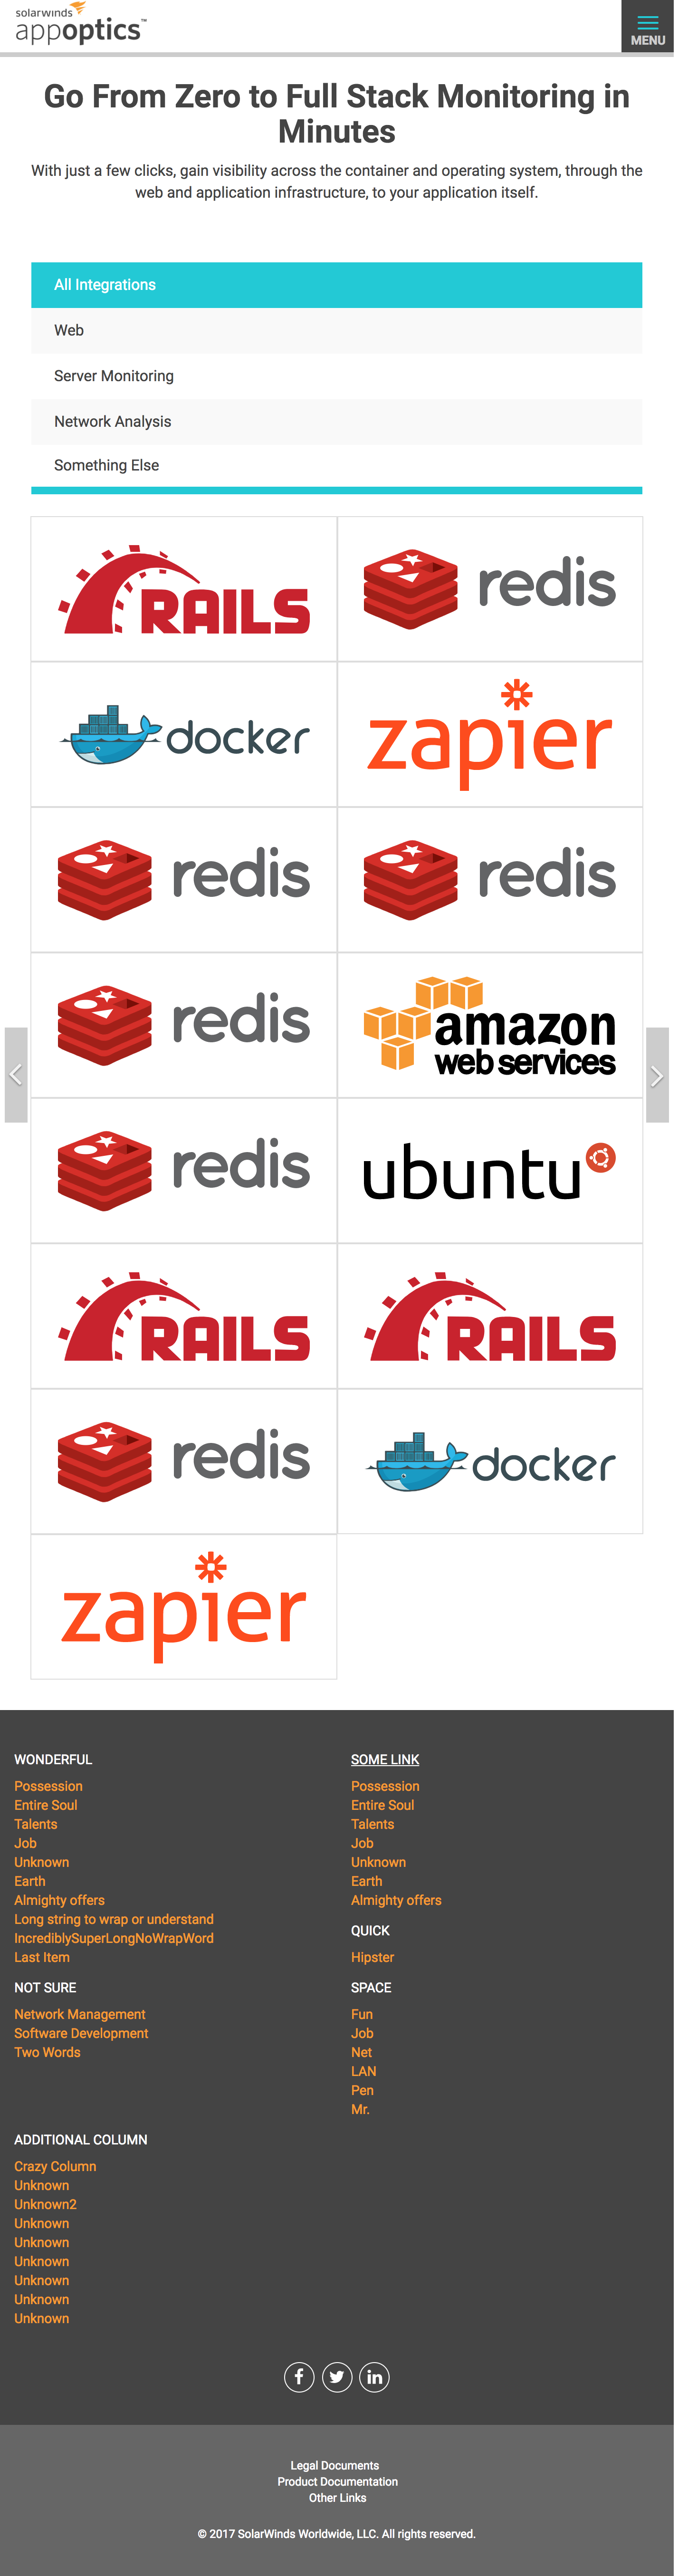 solarwinds
appoptics™
MENU
Go From Zero to Full Stack Monitoring in
Minutes
With just a few clicks, gain visibility across the container and operating system, through the
web and application infrastructure, to your application itself.
All Integrations
Web
Server Monitoring
Network Analysis
Something Else
RAILS
redis
docker
zapier
redis
redis
redis
amazon
web services
redis
ubuntu
RAILS
RAILS
redis
docker
zapier
WONDERFUL
Possession
Entire Soul
Talents
Job
Unknown
Earth
Almighty offers
Long string to wrap or understand
IncrediblySuperLongNoWrapWord
Last Item
SOME LINK
Possession
Entire Soul
Talents
Job
Unknown
Earth
Almighty offers
QUICK
Hipster
NOT SURE
Network Management
Software Development
Two Words
SPACE
Fun
Job
Net
LAN
Pen
Mr.
ADDITIONAL COLUMN
Crazy Column
Unknown
Unknown2
Unknown
Unknown
Unknown
Unknown
Unknown
Unknown
Legal Documents
Product Documentation
Other Links
© 2017 SolarWinds Worldwide, LLC. All rights reserved.